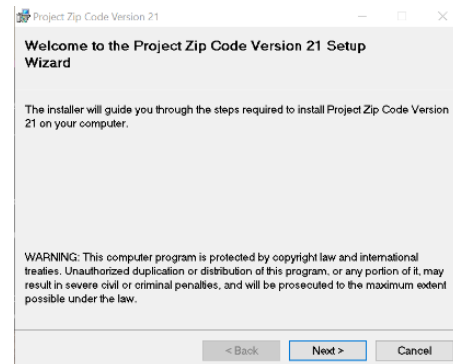 Project Zip Code Version 21
Welcome to the Project Zip Code Version 21 Setup
Wizard
The installer will guide you through the steps required to install Project Zip Code Version
21 on your computer.
WARNING: This computer program is protected by copyright law and international
treaties. Unauthorized duplication or distribution of this program, or any portion of it, may
result in severe civil or criminal penalties, and will be prosecuted to the maximum extent
possible under the law.
< Back Next > Cancel